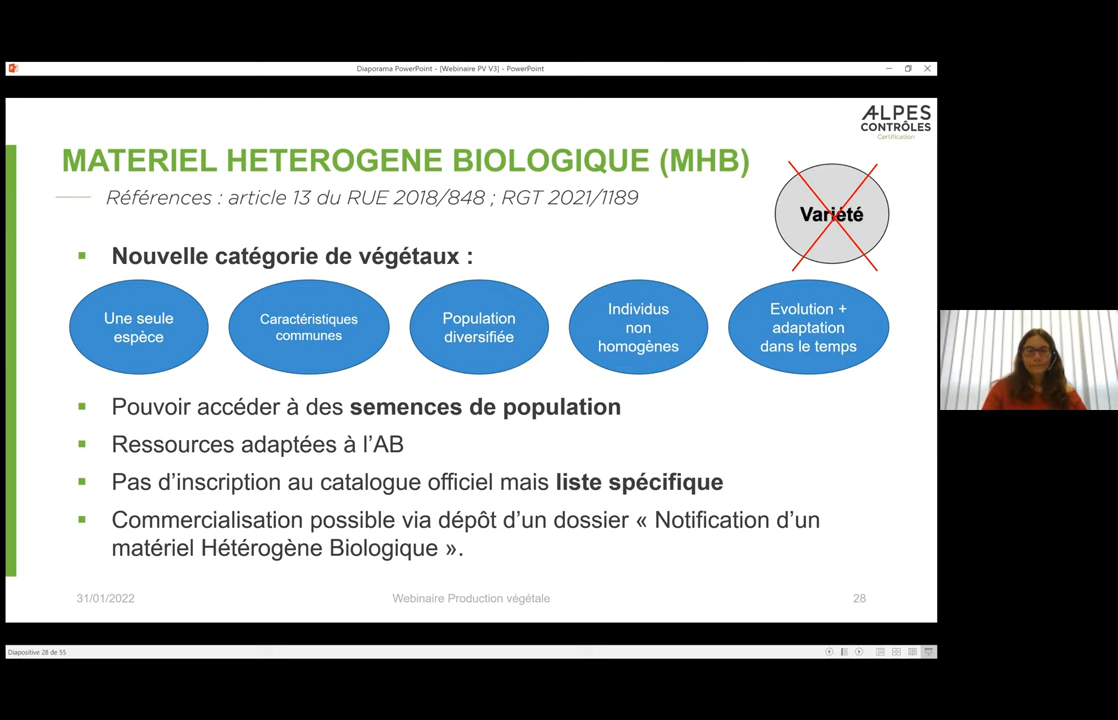 Diaporama PowerPoint - [Webinaire PV V3] - PowerPoint
ALPES
CONTRÔLES
Certification
MATERIEL HETEROGENE BIOLOGIQUE (MHB)
Références : article 13 du RUE 2018/848 ; RGT 2021/1189
Variété
Nouvelle catégorie de végétaux :
Une seule
espèce
Caractéristiques
communes
Population
diversifiée
Individus
non
homogènes
Evolution +
adaptation
dans le temps
Pouvoir accéder à des semences de population
Ressources adaptées à l’AB
Pas d’inscription au catalogue officiel mais liste spécifique
Commercialisation possible via dépôt d’un dossier « Notification d’un
matériel Hétérogène Biologique ».
31/01/2022
Webinaire Production végétale
28
Diapositive 28 de 55